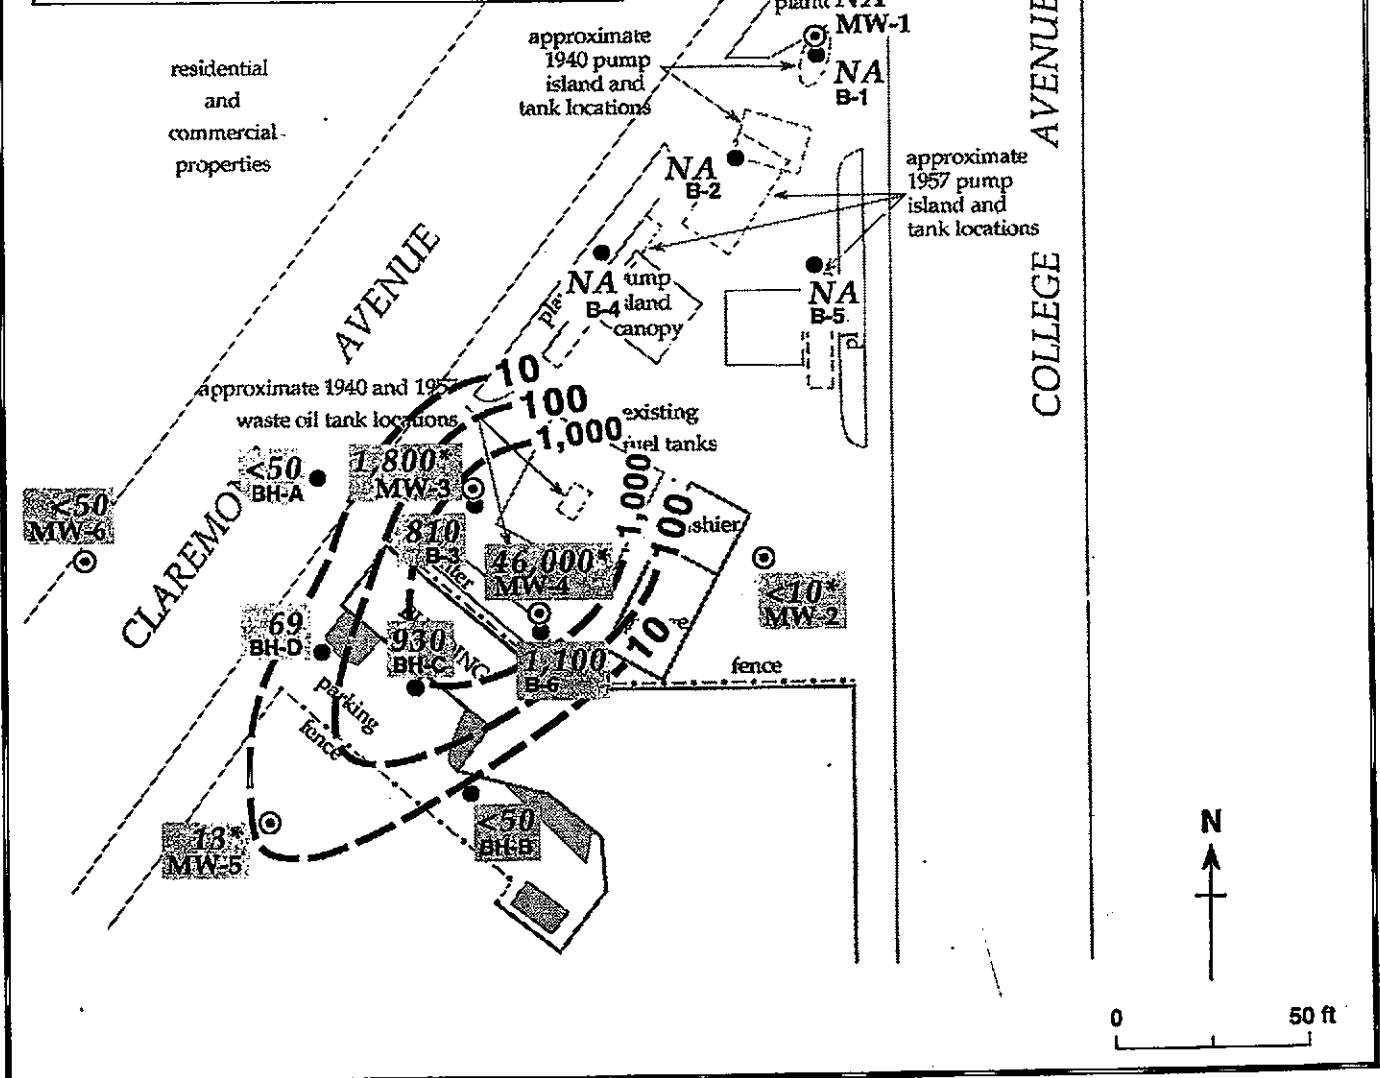 NA
MW-1
approximate
1940 pump
island and
tank locations
NA
B-1
residential
and
commercial
properties
AVENUE
COLLEGE
NA
B-2
approximate
1957 pump
island and
tank locations
CLAREMON
AVENUE
NA
B-4
canopy
NA
B-5
10
100
1,000
approximate 1940 and 1957
waste oil tank locations
existing
fuel tanks
<50
BH-A
1,800*
MW-3
1,000
100
10
<50
MW-6
810
B-3
46,000*
MW-4
<10*
MW-2
69
BH-D
930
BH-C
1,100
B-6
fence
parking
fence
<50
BH-B
13*
MW-5
N
0 50 ft